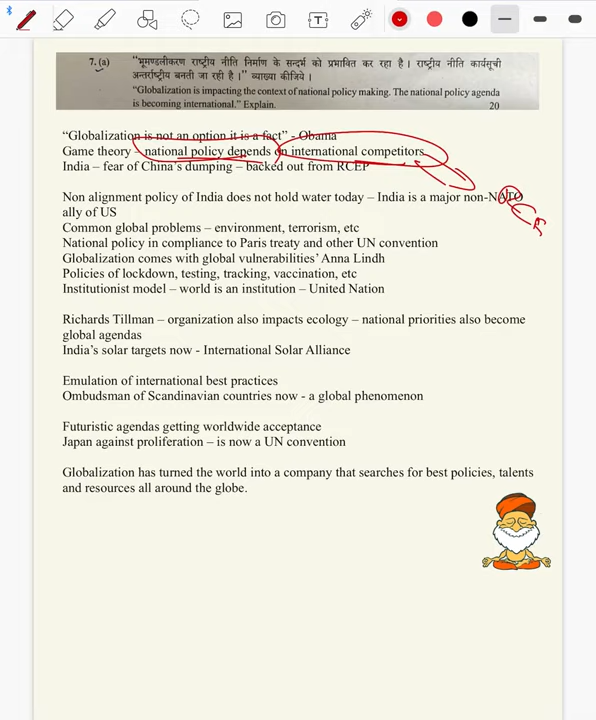 7. (a) "भूमण्डलीकरण राष्ट्रीय नीति निर्माण के सन्दर्भ को प्रभावित कर रहा है। राष्ट्रीय नीति कार्यसूची
अन्तर्राष्ट्रीय बनती जा रही है।" व्याख्या कीजिये।
"Globalization is impacting the context of national policy making. The national policy agenda
is becoming international." Explain. 20
"Globalization is not an option it is a fact" - Obama
Game theory – national policy depends on international competitors
India – fear of China's dumping – backed out from RCEP
Non alignment policy of India does not hold water today – India is a major non-NATO
ally of US
Common global problems – environment, terrorism, etc
National policy in compliance to Paris treaty and other UN convention
Globalization comes with global vulnerabilities' Anna Lindh
Policies of lockdown, testing, tracking, vaccination, etc
Institutionist model – world is an institution – United Nation
Richards Tillman – organization also impacts ecology – national priorities also become
global agendas
India's solar targets now - International Solar Alliance
Emulation of international best practices
Ombudsman of Scandinavian countries now - a global phenomenon
Futuristic agendas getting worldwide acceptance
Japan against proliferation – is now a UN convention
Globalization has turned the world into a company that searches for best policies, talents
and resources all around the globe.